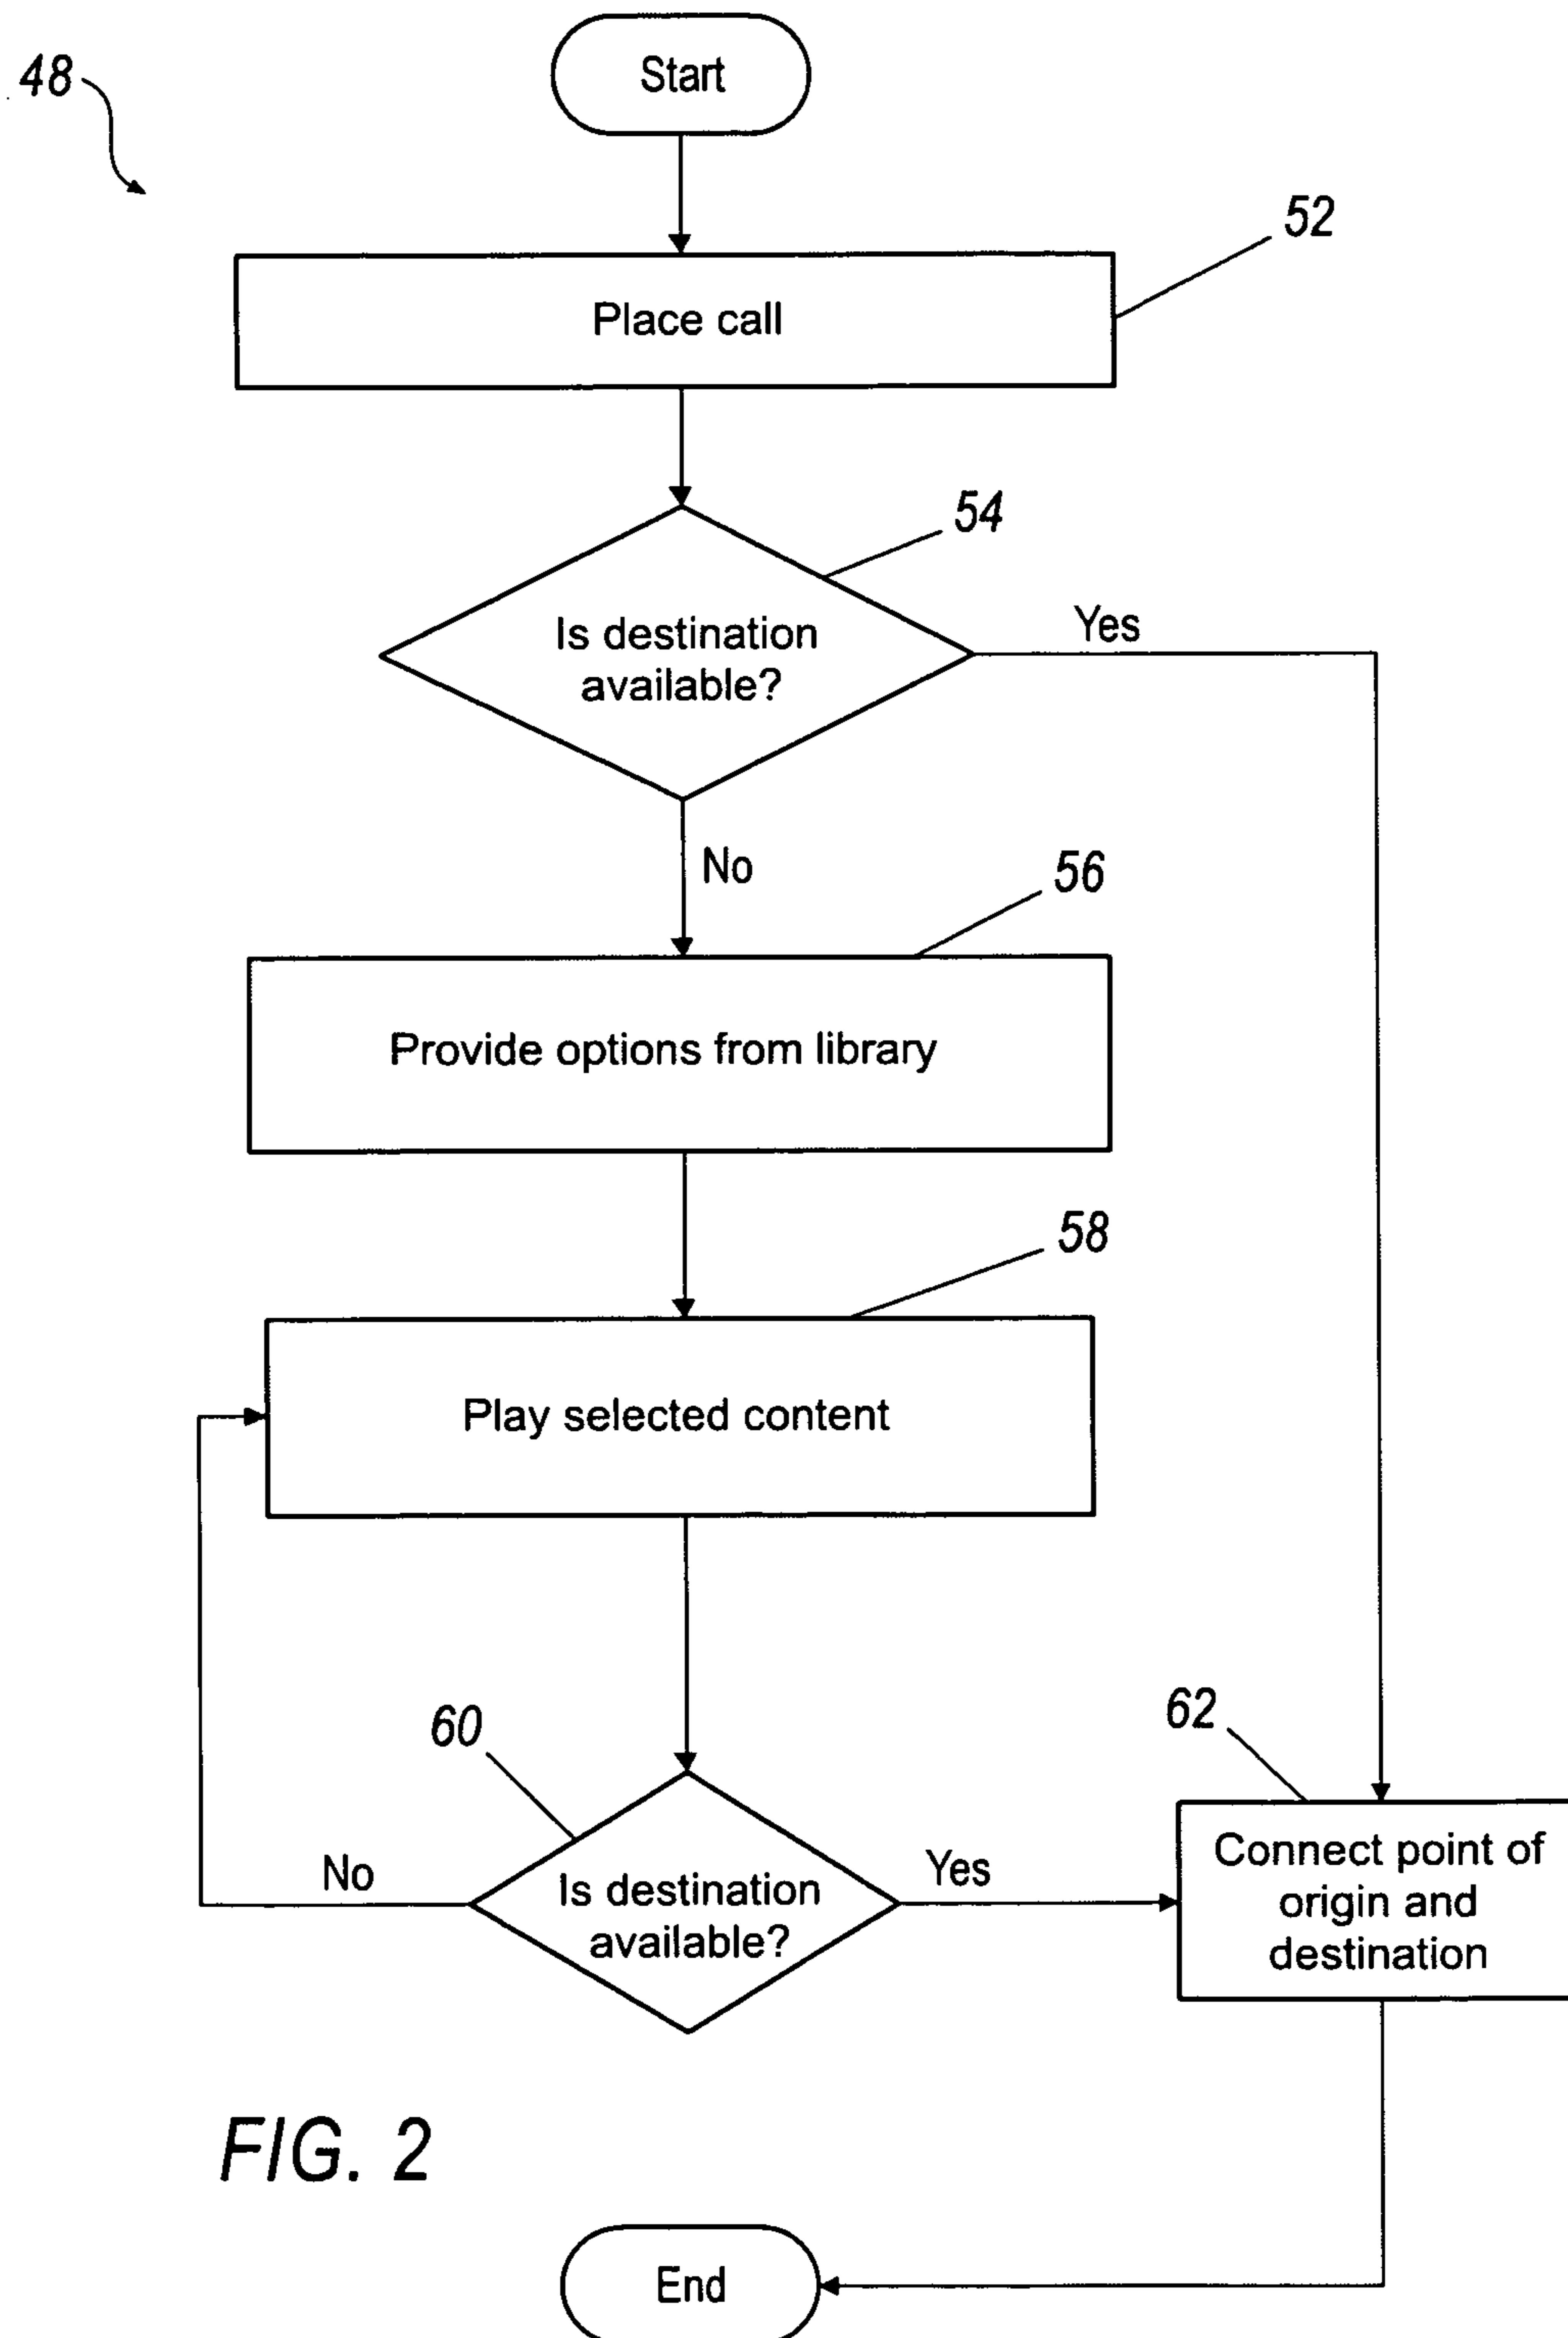 48
Start
52
Place call
54
Is destination
available?
Yes
No
56
Provide options from library
58
Play selected content
60
62
Is destination
available?
No
Yes
Connect point of
origin and
destination
FIG. 2
End